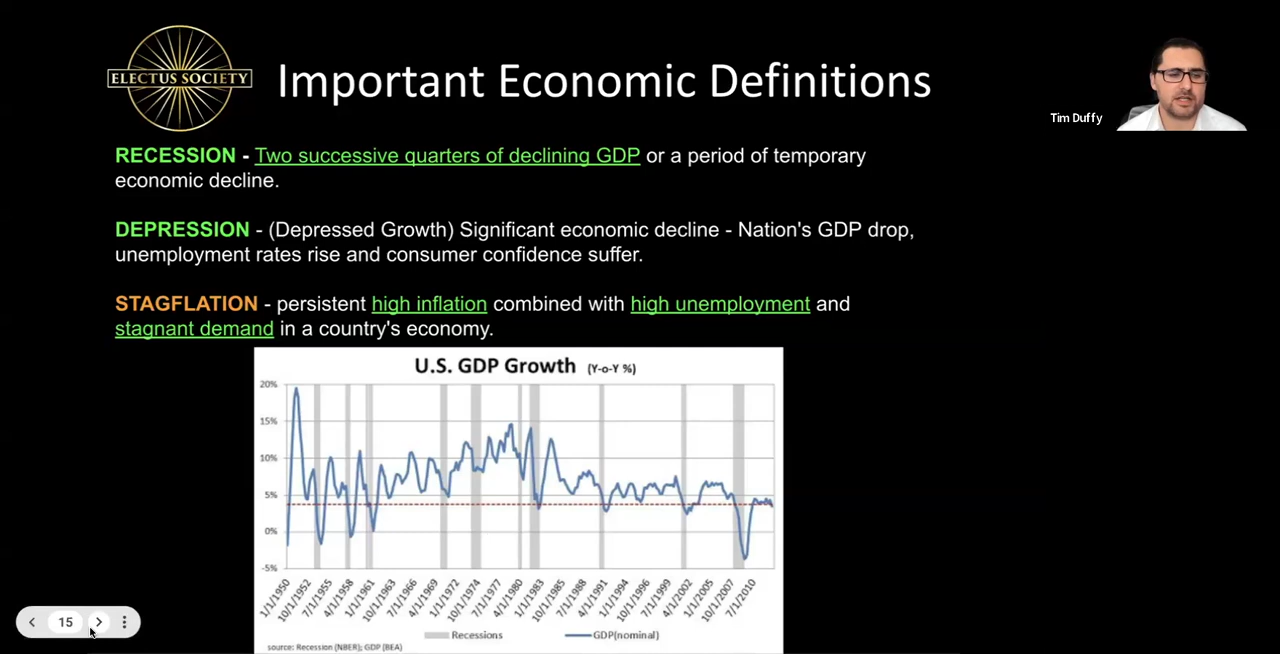 ELECTUS SOCIETY
Important Economic Definitions
Tim Duffy
RECESSION - Two successive quarters of declining GDP or a period of temporary
economic decline.
DEPRESSION - (Depressed Growth) Significant economic decline - Nation's GDP drop,
unemployment rates rise and consumer confidence suffer.
STAGFLATION - persistent high inflation combined with high unemployment and
stagnant demand in a country's economy.
U.S. GDP Growth (Y-o-Y %)
20%
15%
10%
5%
0%
-5%
1/1/1950
10/1/1952
7/1/1955
4/1/1958
1/1/1961
10/1/1963
7/1/1966
4/1/1969
1/1/1972
10/1/1974
7/1/1977
4/1/1980
1/1/1983
10/1/1985
7/1/1988
4/1/1991
1/1/1994
10/1/1996
7/1/1999
4/1/2002
1/1/2005
10/1/2007
7/1/2010
Recessions GDP(nominal)
source: Recession (NBER); GDP (BEA)
15